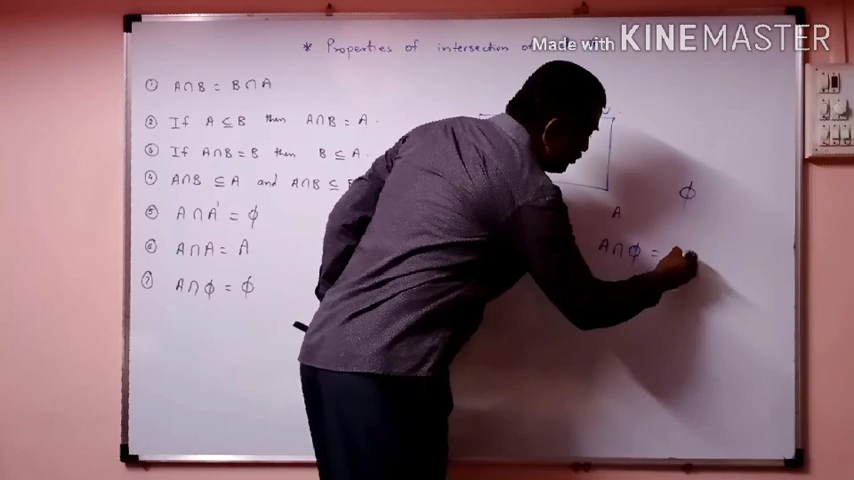 * Properties of intersection
Made with KINEMASTER
① A∩B = B∩A
② If A ⊆ B then A∩B = A.
③ If A∩B = B then B ⊆ A.
④ A∩B ⊆ A and A∩B ⊆
⑤ A∩A' = ϕ
⑥ A∩A = A
⑦ A∩ϕ = ϕ
ϕ
A
A∩ϕ =